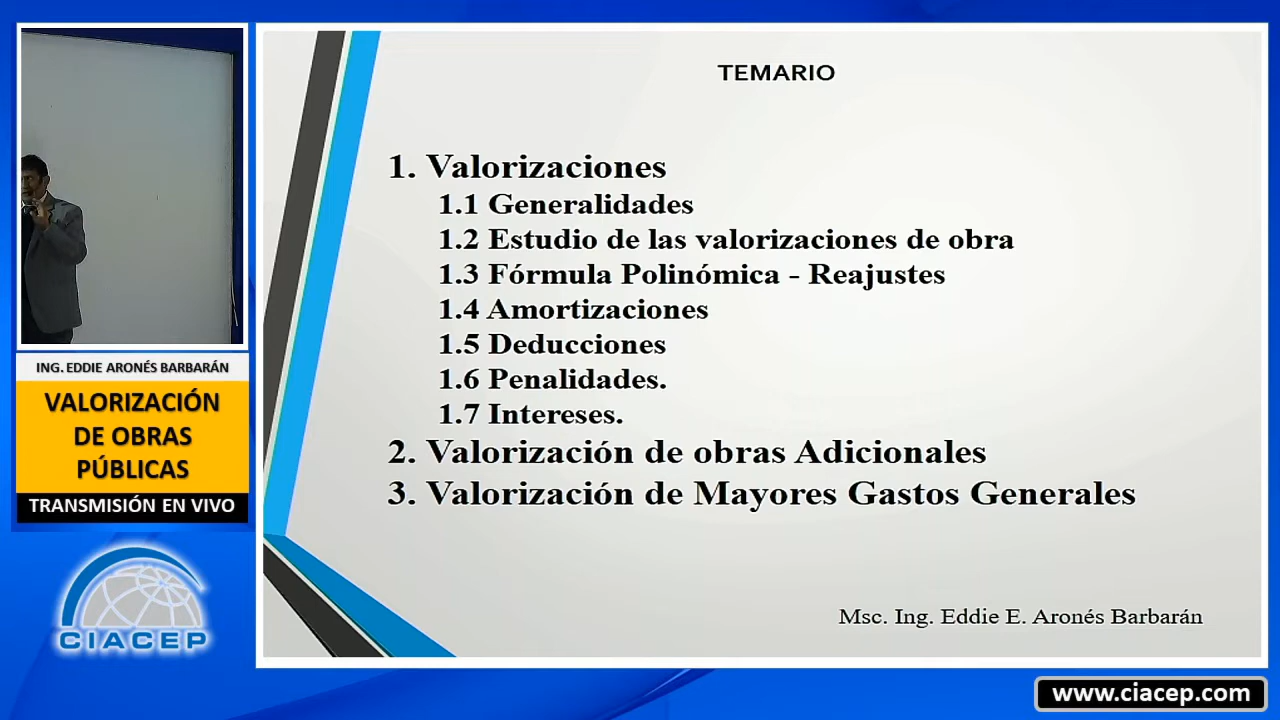 ING. EDDIE ARONÉS BARBARÁN
VALORIZACIÓN
DE OBRAS
PÚBLICAS
TRANSMISIÓN EN VIVO
CIACEP
TEMARIO
1. Valorizaciones
1.1 Generalidades
1.2 Estudio de las valorizaciones de obra
1.3 Fórmula Polinómica - Reajustes
1.4 Amortizaciones
1.5 Deducciones
1.6 Penalidades.
1.7 Intereses.
2. Valorización de obras Adicionales
3. Valorización de Mayores Gastos Generales
Msc. Ing. Eddie E. Aronés Barbarán
www.ciacep.com